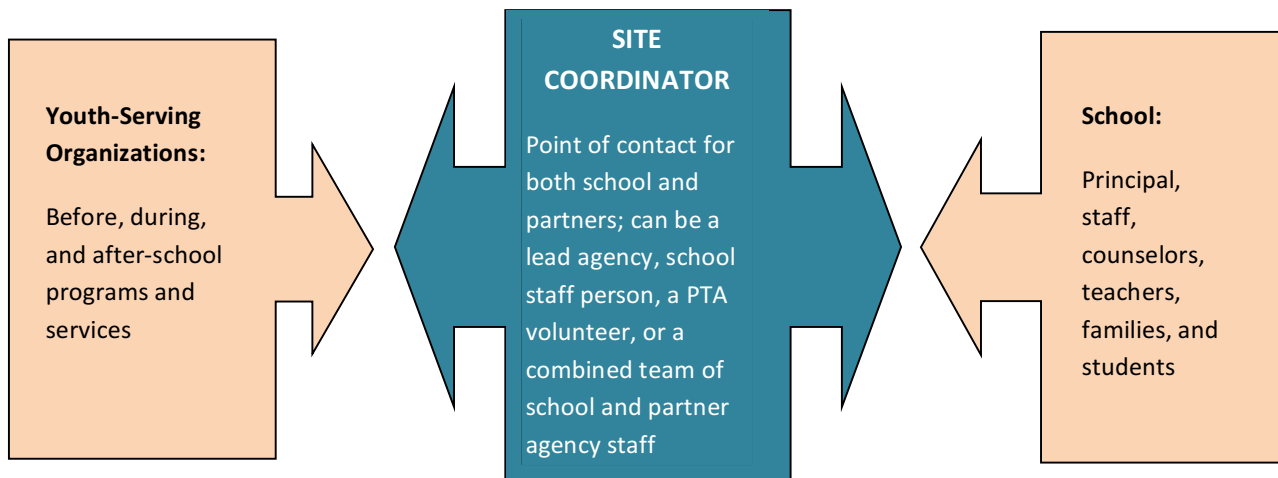 Youth-Serving
Organizations:
Before, during,
and after-school
programs and
services
SITE
COORDINATOR
Point of contact for
both school and
partners; can be a
lead agency, school
staff person, a PTA
volunteer, or a
combined team of
school and partner
agency staff
School:
Principal,
staff,
counselors,
teachers,
families, and
students